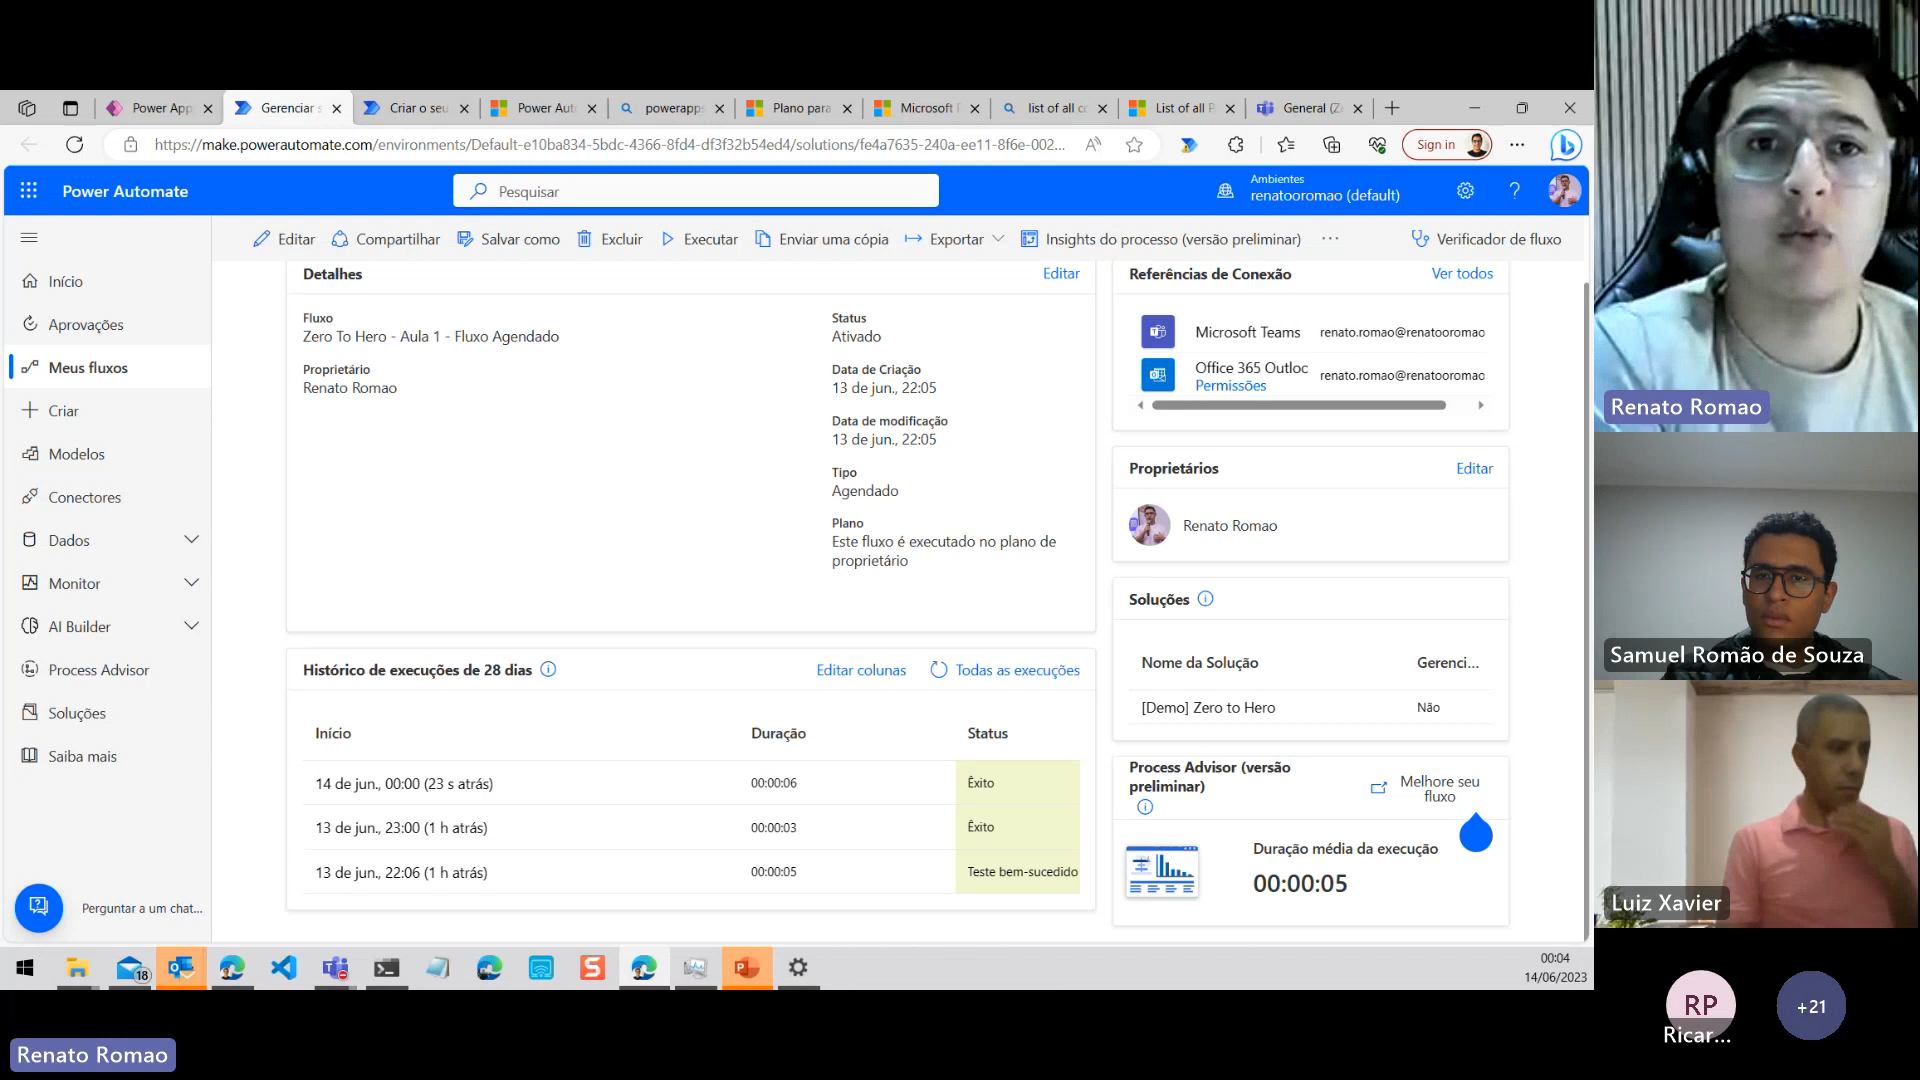 Power App
Gerenciar s
Criar o seu
Power Aut
powerapps
Plano para
Microsoft
list of all co
List of all P
General (Z
https://make.powerautomate.com/environments/Default-e10ba834-5bdc-4366-8fd4-df3f32b54ed4/solutions/fe4a7635-240a-ee11-8f6e-002...
Sign in
Power Automate
Pesquisar
Ambientes
renatooromao (default)
Editar
Compartilhar
Salvar como
Excluir
Executar
Enviar uma cópia
Exportar
Insights do processo (versão preliminar)
Verificador de fluxo
Início
Aprovações
Meus fluxos
Criar
Modelos
Conectores
Dados
Monitor
AI Builder
Process Advisor
Soluções
Saiba mais
Perguntar a um chat...
Detalhes
Editar
Fluxo
Zero To Hero - Aula 1 - Fluxo Agendado
Proprietário
Renato Romao
Status
Ativado
Data de Criação
13 de jun., 22:05
Data de modificação
13 de jun., 22:05
Tipo
Agendado
Plano
Este fluxo é executado no plano de
proprietário
Histórico de execuções de 28 dias
Editar colunas
Todas as execuções
Início Duração Status
14 de jun., 00:00 (23 s atrás) 00:00:06 Êxito
13 de jun., 23:00 (1 h atrás) 00:00:03 Êxito
13 de jun., 22:06 (1 h atrás) 00:00:05 Teste bem-sucedido
Referências de Conexão
Ver todos
Microsoft Teams renato.romao@renatooromao
Office 365 Outloc renato.romao@renatooromao
Permissões
Proprietários
Editar
Renato Romao
Soluções
Nome da Solução Gerenci...
[Demo] Zero to Hero Não
Process Advisor (versão
preliminar)
Melhore seu
fluxo
Duração média da execução
00:00:05
18
00:04
14/06/2023
Renato Romao
Samuel Romão de Souza
Luiz Xavier
RP
Ricar...
+21
Renato Romao